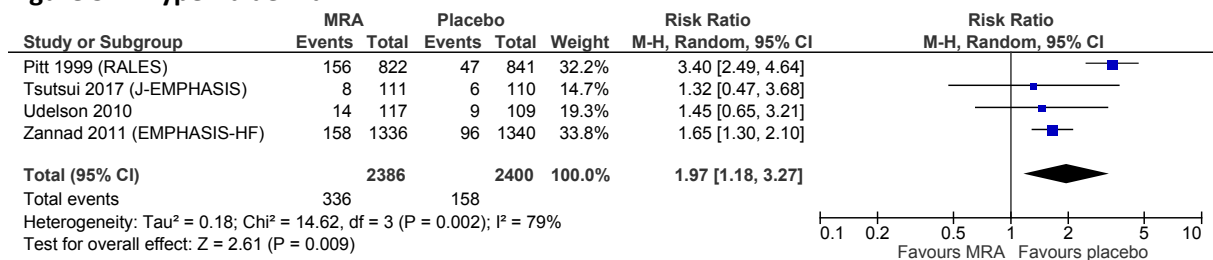 MRA Placebo Risk Ratio Risk Ratio
Study or Subgroup Events Total Events Total Weight M-H, Random, 95% CI M-H, Random, 95% CI
Pitt 1999 (RALES) 156 822 47 841 32.2% 3.40 [2.49, 4.64]
Tsutsui 2017 (J-EMPHASIS) 8 111 6 110 14.7% 1.32 [0.47, 3.68]
Udelson 2010 14 117 9 109 19.3% 1.45 [0.65, 3.21]
Zannad 2011 (EMPHASIS-HF) 158 1336 96 1340 33.8% 1.65 [1.30, 2.10]
Total (95% CI) 2386 2400 100.0% 1.97 [1.18, 3.27]
Total events 336 158
Heterogeneity: Tau² = 0.18; Chi² = 14.62, df = 3 (P = 0.002); I² = 79%
Test for overall effect: Z = 2.61 (P = 0.009)
0.1 0.2 0.5 1 2 5 10
Favours MRA Favours placebo